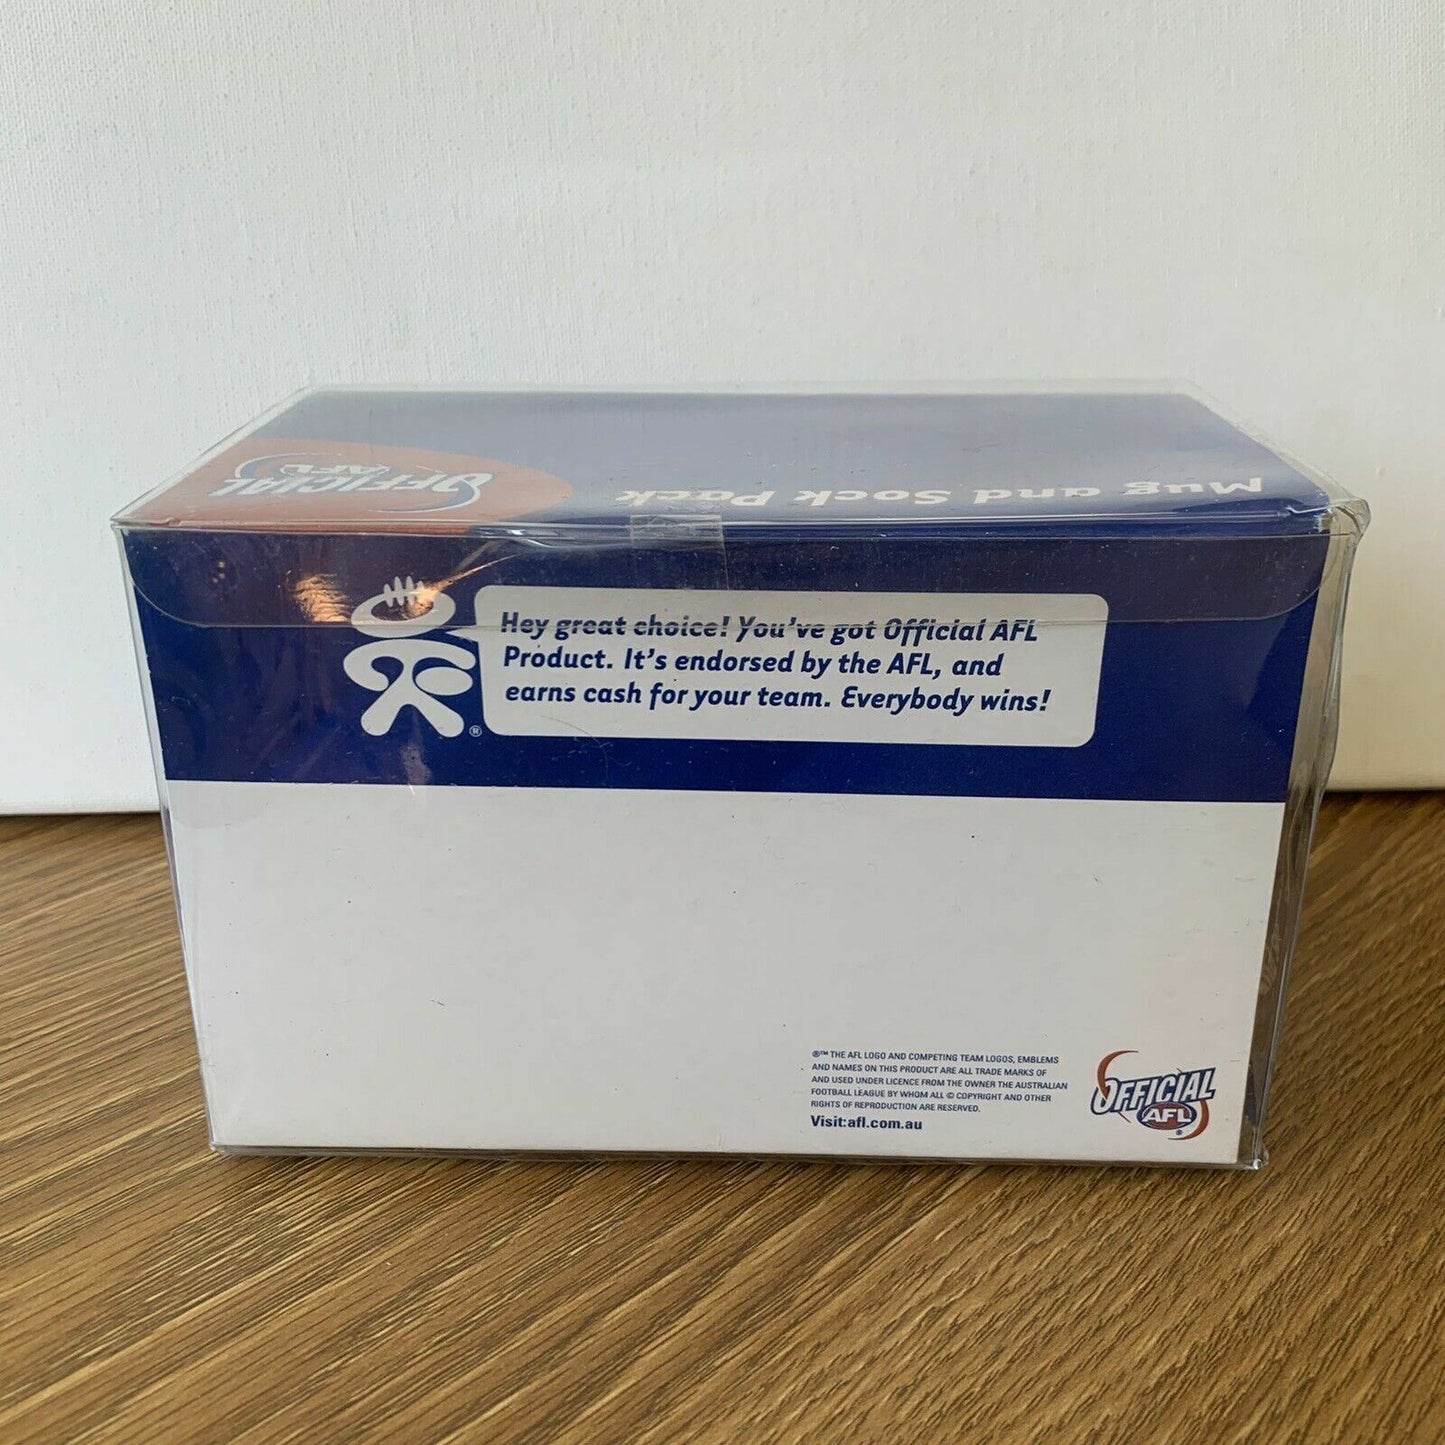 Mug and Sock Pack
OFFICIAL
AFL
Hey great choice! You've got Official AFL
Product. It's endorsed by the AFL, and
earns cash for your team. Everybody wins!
®
®™ THE AFL LOGO AND COMPETING TEAM LOGOS, EMBLEMS
AND NAMES ON THIS PRODUCT ARE ALL TRADE MARKS OF
AND USED UNDER LICENCE FROM THE OWNER THE AUSTRALIAN
FOOTBALL LEAGUE BY WHOM ALL © COPYRIGHT AND OTHER
RIGHTS OF REPRODUCTION ARE RESERVED.
Visit:afl.com.au
OFFICIAL
AFL
®